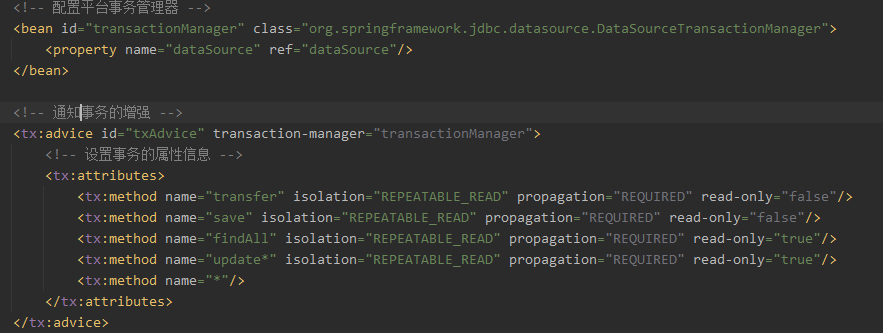 <!-- 配置平台事务管理器 -->
<bean id="transactionManager" class="org.springframework.jdbc.datasource.DataSourceTransactionManager">
    <property name="dataSource" ref="dataSource"/>
</bean>
<!-- 通知事务的增强 -->
<tx:advice id="txAdvice" transaction-manager="transactionManager">
    <!-- 设置事务的属性信息 -->
    <tx:attributes>
        <tx:method name="transfer" isolation="REPEATABLE_READ" propagation="REQUIRED" read-only="false"/>
        <tx:method name="save" isolation="REPEATABLE_READ" propagation="REQUIRED" read-only="false"/>
        <tx:method name="findAll" isolation="REPEATABLE_READ" propagation="REQUIRED" read-only="true"/>
        <tx:method name="update*" isolation="REPEATABLE_READ" propagation="REQUIRED" read-only="true"/>
        <tx:method name="*"/>
    </tx:attributes>
</tx:advice>